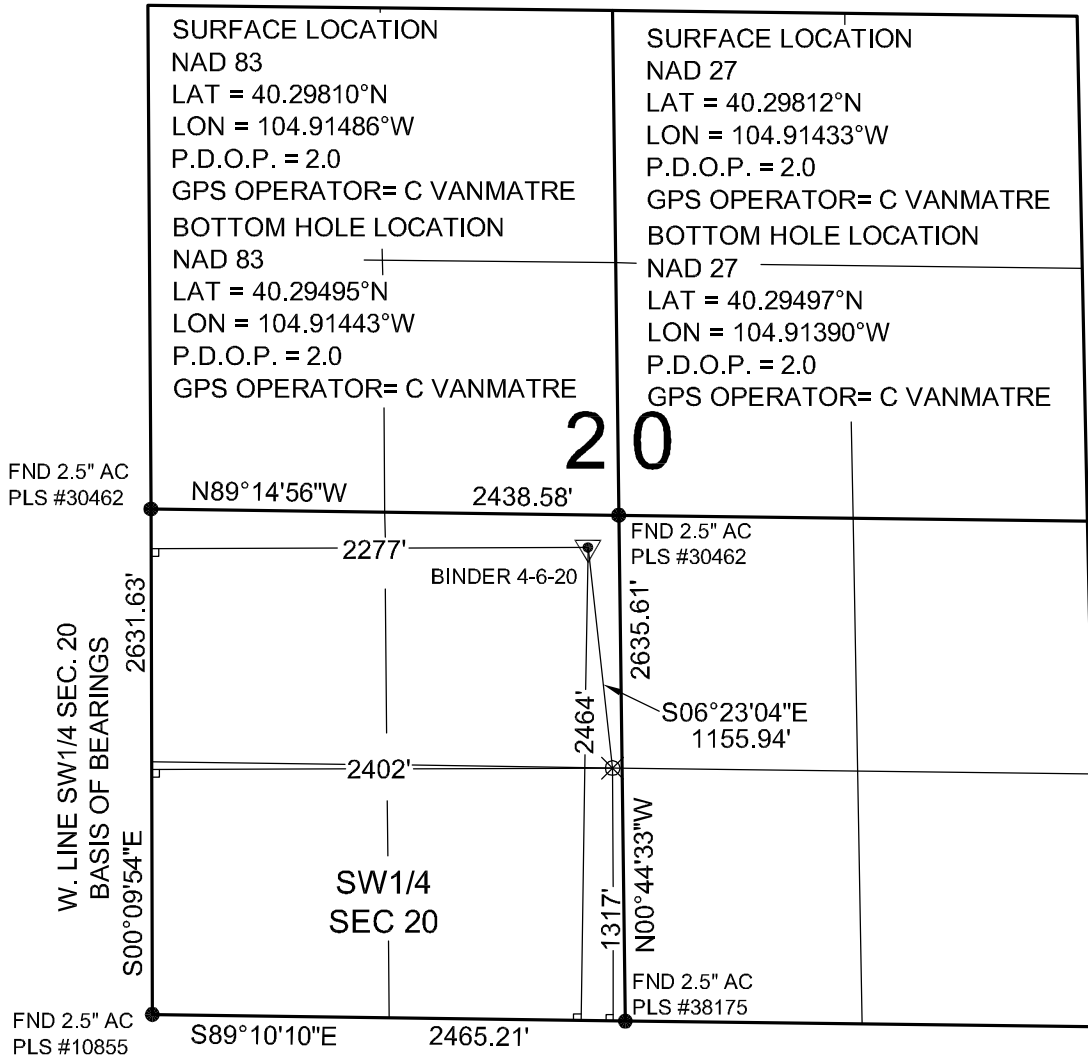 SURFACE LOCATION
NAD 83
LAT = 40.29810°N
LON = 104.91486°W
P.D.O.P. = 2.0
GPS OPERATOR= C VANMATRE
BOTTOM HOLE LOCATION
NAD 83
LAT = 40.29495°N
LON = 104.91443°W
P.D.O.P. = 2.0
GPS OPERATOR= C VANMATRE
SURFACE LOCATION
NAD 27
LAT = 40.29812°N
LON = 104.91433°W
P.D.O.P. = 2.0
GPS OPERATOR= C VANMATRE
BOTTOM HOLE LOCATION
NAD 27
LAT = 40.29497°N
LON = 104.91390°W
P.D.O.P. = 2.0
GPS OPERATOR= C VANMATRE
20
FND 2.5" AC
PLS #30462
N89°14'56"W 2438.58'
FND 2.5" AC
PLS #30462
2277'
BINDER 4-6-20
2631.63'
2635.61'
W. LINE SW1/4 SEC. 20
BASIS OF BEARINGS
S00°09'54"E
2464'
S06°23'04"E
1155.94'
2402'
N00°44'33"W
1317'
SW1/4
SEC 20
FND 2.5" AC
PLS #38175
FND 2.5" AC
PLS #10855
S89°10'10"E 2465.21'